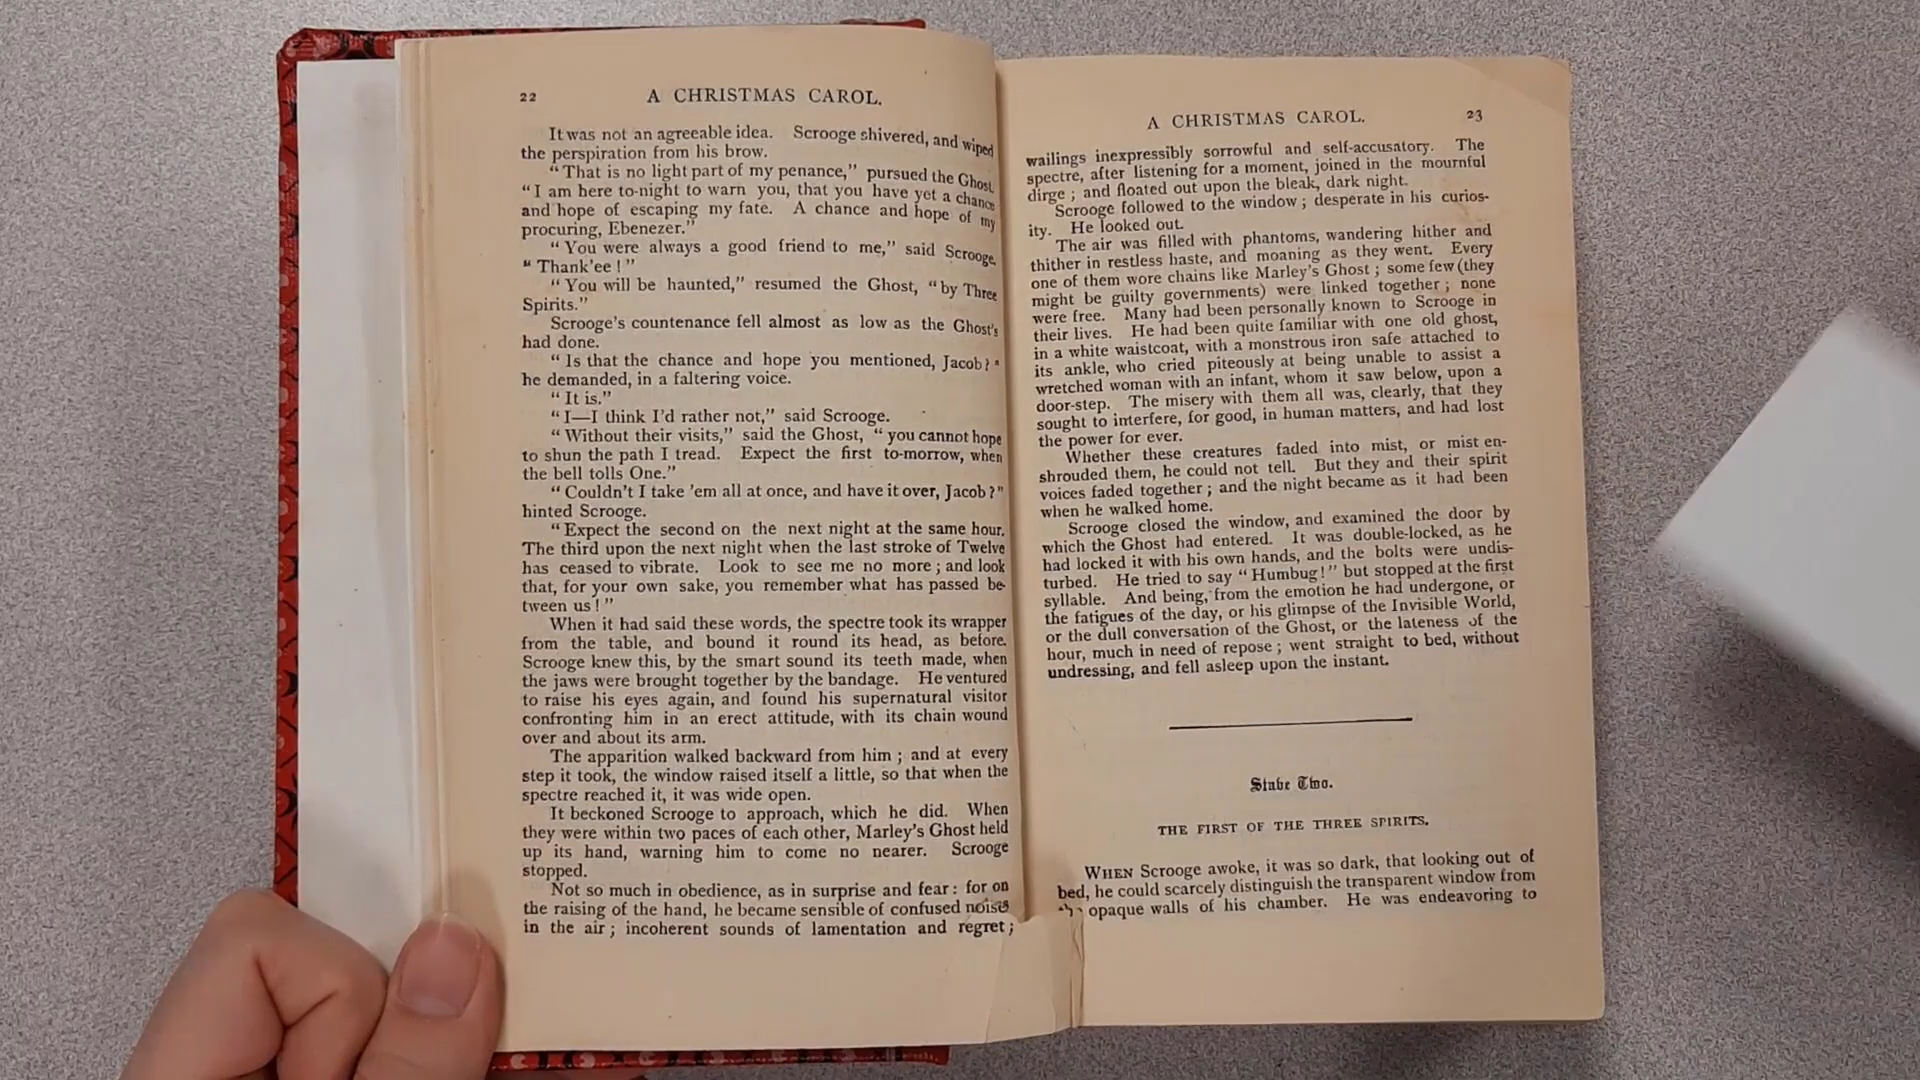 22
A CHRISTMAS CAROL.
It was not an agreeable idea. Scrooge shivered, and wiped
the perspiration from his brow.
"That is no light part of my penance," pursued the Ghost.
"I am here to-night to warn you, that you have yet a chance
and hope of escaping my fate. A chance and hope of my
procuring, Ebenezer."
"You were always a good friend to me," said Scrooge.
"Thank'ee!"
"You will be haunted," resumed the Ghost, "by Three
Spirits."
Scrooge's countenance fell almost as low as the Ghost's
had done.
"Is that the chance and hope you mentioned, Jacob?"
he demanded, in a faltering voice.
"It is."
"I—I think I'd rather not," said Scrooge.
"Without their visits," said the Ghost, "you cannot hope
to shun the path I tread. Expect the first to-morrow, when
the bell tolls One."
"Couldn't I take 'em all at once, and have it over, Jacob?"
hinted Scrooge.
"Expect the second on the next night at the same hour.
The third upon the next night when the last stroke of Twelve
has ceased to vibrate. Look to see me no more; and look
that, for your own sake, you remember what has passed be-
tween us!"
When it had said these words, the spectre took its wrapper
from the table, and bound it round its head, as before.
Scrooge knew this, by the smart sound its teeth made, when
the jaws were brought together by the bandage. He ventured
to raise his eyes again, and found his supernatural visitor
confronting him in an erect attitude, with its chain wound
over and about its arm.
The apparition walked backward from him; and at every
step it took, the window raised itself a little, so that when the
spectre reached it, it was wide open.
It beckoned Scrooge to approach, which he did. When
they were within two paces of each other, Marley's Ghost held
up its hand, warning him to come no nearer. Scrooge
stopped.
Not so much in obedience, as in surprise and fear: for on
the raising of the hand, he became sensible of confused noises
in the air; incoherent sounds of lamentation and regret;
A CHRISTMAS CAROL.
23
wailings inexpressibly sorrowful and self-accusatory. The
spectre, after listening for a moment, joined in the mournful
dirge; and floated out upon the bleak, dark night.
Scrooge followed to the window; desperate in his curios-
ity. He looked out.
The air was filled with phantoms, wandering hither and
thither in restless haste, and moaning as they went. Every
one of them wore chains like Marley's Ghost; some few (they
might be guilty governments) were linked together; none
were free. Many had been personally known to Scrooge in
their lives. He had been quite familiar with one old ghost,
in a white waistcoat, with a monstrous iron safe attached to
its ankle, who cried piteously at being unable to assist a
wretched woman with an infant, whom it saw below, upon a
door-step. The misery with them all was, clearly, that they
sought to interfere, for good, in human matters, and had lost
the power for ever.
Whether these creatures faded into mist, or mist en-
shrouded them, he could not tell. But they and their spirit
voices faded together; and the night became as it had been
when he walked home.
Scrooge closed the window, and examined the door by
which the Ghost had entered. It was double-locked, as he
had locked it with his own hands, and the bolts were undis-
turbed. He tried to say "Humbug!" but stopped at the first
syllable. And being, from the emotion he had undergone, or
the fatigues of the day, or his glimpse of the Invisible World,
or the dull conversation of the Ghost, or the lateness of the
hour, much in need of repose; went straight to bed, without
undressing, and fell asleep upon the instant.
Stave Two.
THE FIRST OF THE THREE SPIRITS.
WHEN Scrooge awoke, it was so dark, that looking out of
bed, he could scarcely distinguish the transparent window from
opaque walls of his chamber. He was endeavoring to